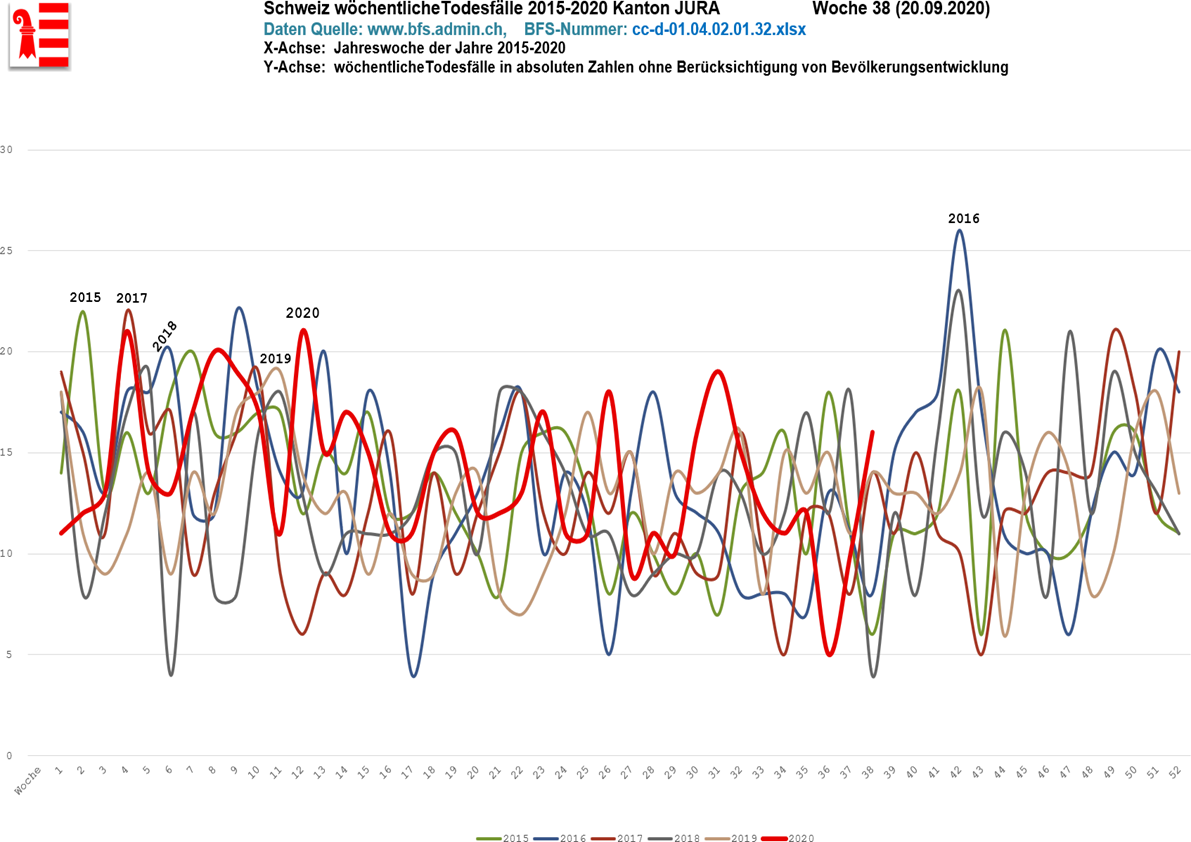 Schweiz wöchentlicheTodesfälle 2015-2020 Kanton JURA Woche 38 (20.09.2020)
Daten Quelle: www.bfs.admin.ch, BFS-Nummer: cc-d-01.04.02.01.32.xlsx
X-Achse: Jahreswoche der Jahre 2015-2020
Y-Achse: wöchentlicheTodesfälle in absoluten Zahlen ohne Berücksichtigung von Bevölkerungsentwicklung
30
25
2016
20
2015 2017 2018 2019 2020
15
10
5
0
Woche 1 2 3 4 5 6 7 8 9 10 11 12 13 14 15 16 17 18 19 20 21 22 23 24 25 26 27 28 29 30 31 32 33 34 35 36 37 38 39 40 41 42 43 44 45 46 47 48 49 50 51 52
2015 2016 2017 2018 2019 2020